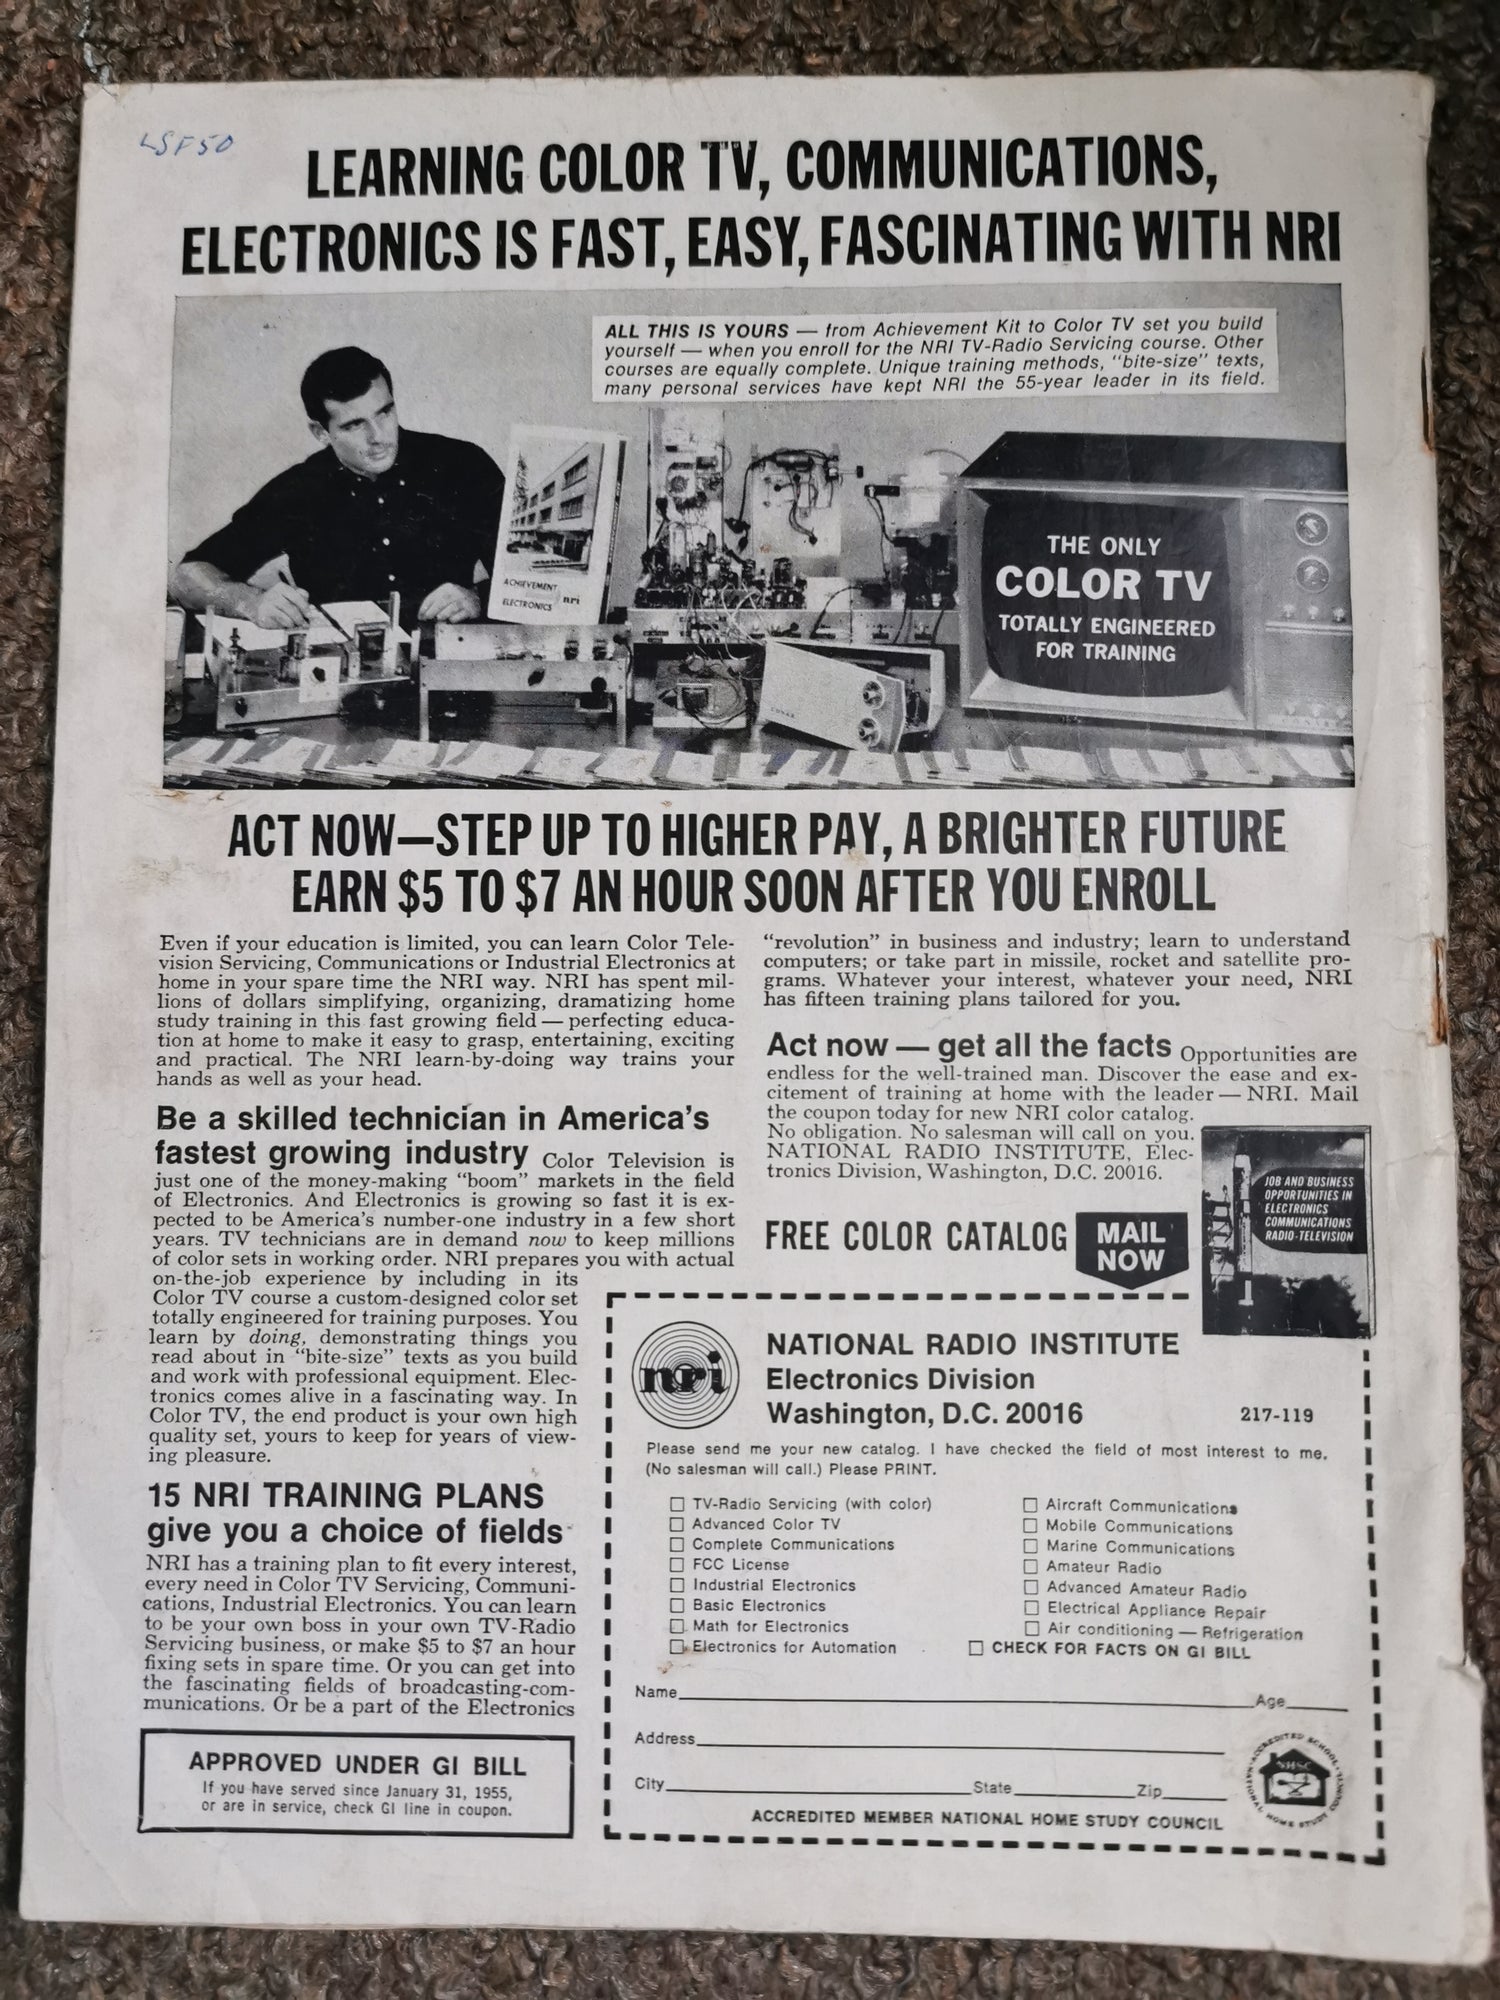 LSF50
LEARNING COLOR TV, COMMUNICATIONS,
ELECTRONICS IS FAST, EASY, FASCINATING WITH NRI
ALL THIS IS YOURS — from Achievement Kit to Color TV set you build
yourself — when you enroll for the NRI TV-Radio Servicing course. Other
courses are equally complete. Unique training methods, "bite-size" texts,
many personal services have kept NRI the 55-year leader in its field.
ACHIEVEMENT
ELECTRONICS nri
CONAR
THE ONLY
COLOR TV
TOTALLY ENGINEERED
FOR TRAINING
ACT NOW—STEP UP TO HIGHER PAY, A BRIGHTER FUTURE
EARN $5 TO $7 AN HOUR SOON AFTER YOU ENROLL
Even if your education is limited, you can learn Color Tele-
vision Servicing, Communications or Industrial Electronics at
home in your spare time the NRI way. NRI has spent mil-
lions of dollars simplifying, organizing, dramatizing home
study training in this fast growing field — perfecting educa-
tion at home to make it easy to grasp, entertaining, exciting
and practical. The NRI learn-by-doing way trains your
hands as well as your head.
Be a skilled technician in America's
fastest growing industry Color Television is
just one of the money-making "boom" markets in the field
of Electronics. And Electronics is growing so fast it is ex-
pected to be America's number-one industry in a few short
years. TV technicians are in demand now to keep millions
of color sets in working order. NRI prepares you with actual
on-the-job experience by including in its
Color TV course a custom-designed color set
totally engineered for training purposes. You
learn by doing, demonstrating things you
read about in "bite-size" texts as you build
and work with professional equipment. Elec-
tronics comes alive in a fascinating way. In
Color TV, the end product is your own high
quality set, yours to keep for years of view-
ing pleasure.
15 NRI TRAINING PLANS
give you a choice of fields
NRI has a training plan to fit every interest,
every need in Color TV Servicing, Communi-
cations, Industrial Electronics. You can learn
to be your own boss in your own TV-Radio
Servicing business, or make $5 to $7 an hour
fixing sets in spare time. Or you can get into
the fascinating fields of broadcasting-com-
munications. Or be a part of the Electronics
APPROVED UNDER GI BILL
If you have served since January 31, 1955,
or are in service, check GI line in coupon.
"revolution" in business and industry; learn to understand
computers; or take part in missile, rocket and satellite pro-
grams. Whatever your interest, whatever your need, NRI
has fifteen training plans tailored for you.
Act now — get all the facts Opportunities are
endless for the well-trained man. Discover the ease and ex-
citement of training at home with the leader — NRI. Mail
the coupon today for new NRI color catalog.
No obligation. No salesman will call on you.
NATIONAL RADIO INSTITUTE, Elec-
tronics Division, Washington, D.C. 20016.
FREE COLOR CATALOG
MAIL
NOW
JOB AND BUSINESS
OPPORTUNITIES IN
ELECTRONICS
COMMUNICATIONS
RADIO-TELEVISION
nri
NATIONAL RADIO INSTITUTE
Electronics Division
Washington, D.C. 20016 217-119
Please send me your new catalog. I have checked the field of most interest to me.
(No salesman will call.) Please PRINT.
☐ TV-Radio Servicing (with color)
☐ Advanced Color TV
☐ Complete Communications
☐ FCC License
☐ Industrial Electronics
☐ Basic Electronics
☐ Math for Electronics
☐ Electronics for Automation
☐ Aircraft Communications
☐ Mobile Communications
☐ Marine Communications
☐ Amateur Radio
☐ Advanced Amateur Radio
☐ Electrical Appliance Repair
☐ Air conditioning — Refrigeration
☐ CHECK FOR FACTS ON GI BILL
Name Age
Address
City State Zip
ACCREDITED MEMBER NATIONAL HOME STUDY COUNCIL
ACCREDITED SCHOOL
NATIONAL HOME STUDY COUNCIL
NHSC